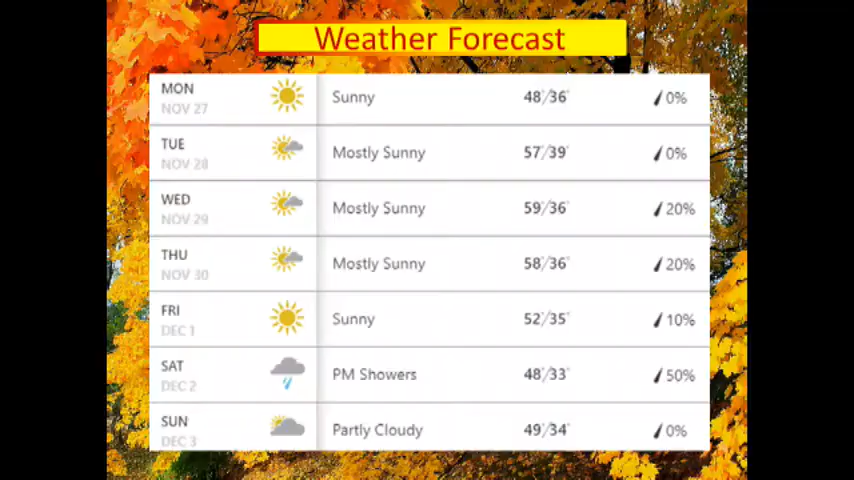 Weather Forecast
MON
NOV 27
Sunny
48°/36°
0%
TUE
NOV 28
Mostly Sunny
57°/39°
0%
WED
NOV 29
Mostly Sunny
59°/36°
20%
THU
NOV 30
Mostly Sunny
58°/36°
20%
FRI
DEC 1
Sunny
52°/35°
10%
SAT
DEC 2
PM Showers
48°/33°
50%
SUN
DEC 3
Partly Cloudy
49°/34°
0%